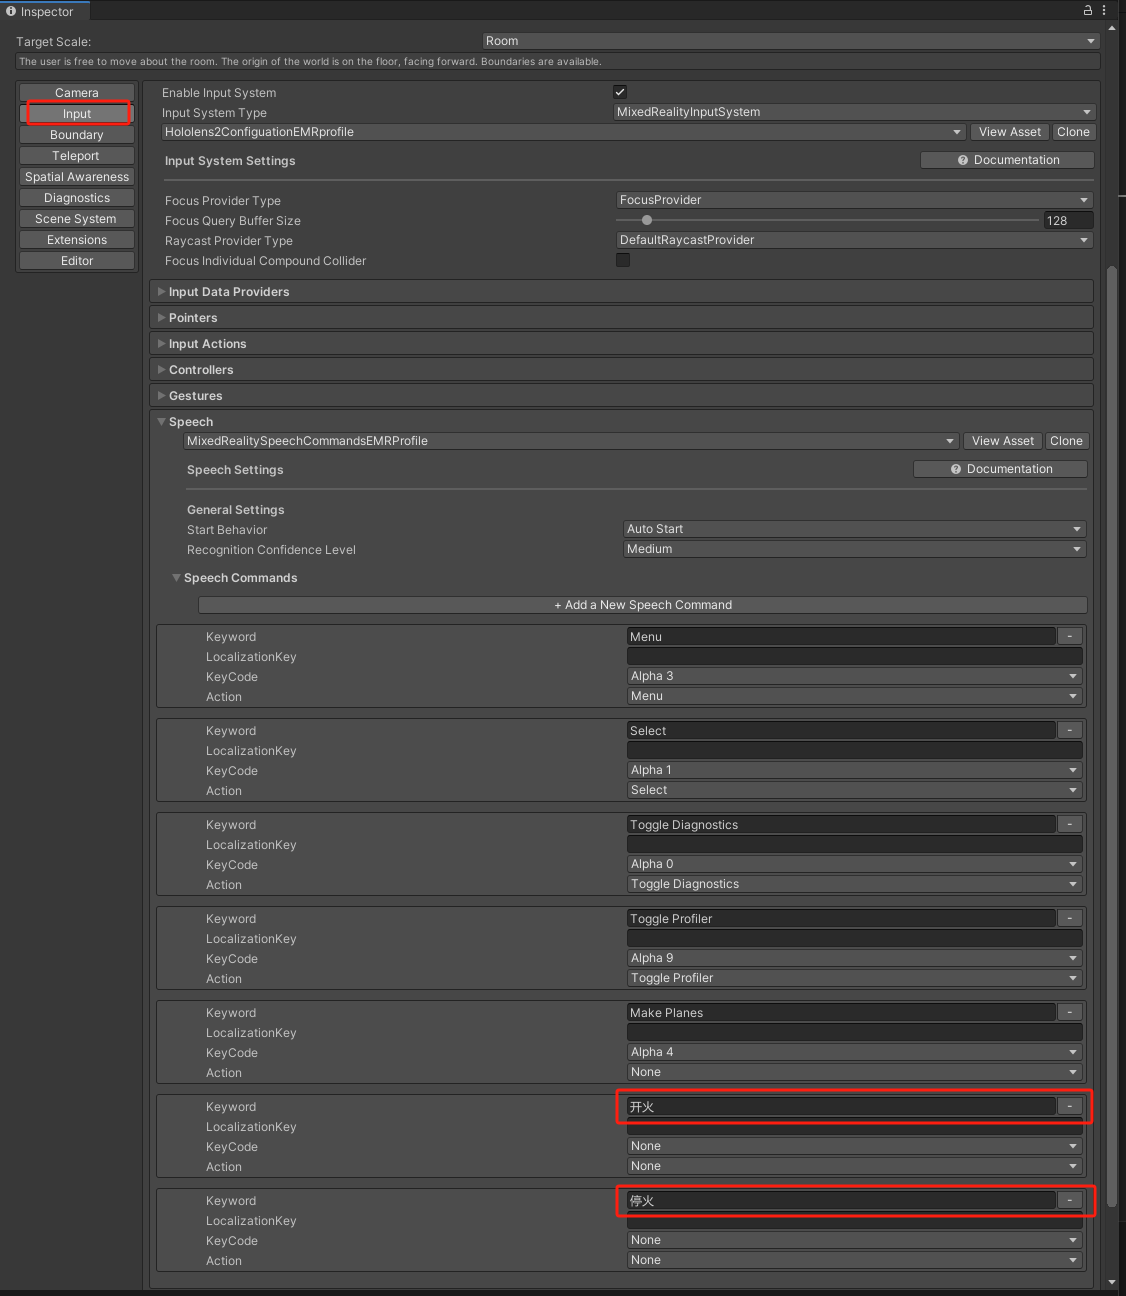 Inspector
Target Scale: Room
The user is free to move about the room. The origin of the world is on the floor, facing forward. Boundaries are available.
Camera
Input
Boundary
Teleport
Spatial Awareness
Diagnostics
Scene System
Extensions
Editor
Enable Input System
Input System Type MixedRealityInputSystem
Hololens2ConfiguationEMRprofile View Asset Clone
Input System Settings Documentation
Focus Provider Type FocusProvider
Focus Query Buffer Size 128
Raycast Provider Type DefaultRaycastProvider
Focus Individual Compound Collider
Input Data Providers
Pointers
Input Actions
Controllers
Gestures
Speech
MixedRealitySpeechCommandsEMRProfile View Asset Clone
Speech Settings Documentation
General Settings
Start Behavior Auto Start
Recognition Confidence Level Medium
Speech Commands
+ Add a New Speech Command
Keyword Menu -
LocalizationKey
KeyCode Alpha 3
Action Menu
Keyword Select -
LocalizationKey
KeyCode Alpha 1
Action Select
Keyword Toggle Diagnostics -
LocalizationKey
KeyCode Alpha 0
Action Toggle Diagnostics
Keyword Toggle Profiler -
LocalizationKey
KeyCode Alpha 9
Action Toggle Profiler
Keyword Make Planes -
LocalizationKey
KeyCode Alpha 4
Action None
Keyword 开火 -
LocalizationKey
KeyCode None
Action None
Keyword 停火 -
LocalizationKey
KeyCode None
Action None